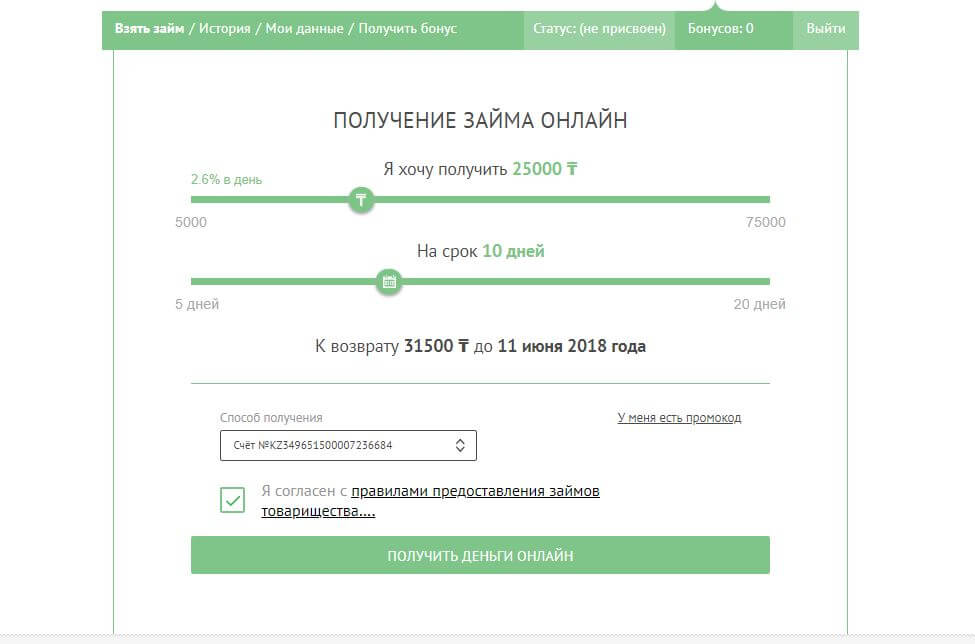 Взять займ / История / Мои данные / Получить бонус Статус: (не присвоен) Бонусов: 0 Выйти
ПОЛУЧЕНИЕ ЗАЙМА ОНЛАЙН
Я хочу получить 25000 ₸
2.6% в день
₸
5000 75000
На срок 10 дней
5 дней 20 дней
К возврату 31500 ₸ до 11 июня 2018 года
Способ получения У меня есть промокод
Счёт №KZ349651500007236684
Я согласен с правилами предоставления займов
товарищества....
ПОЛУЧИТЬ ДЕНЬГИ ОНЛАЙН